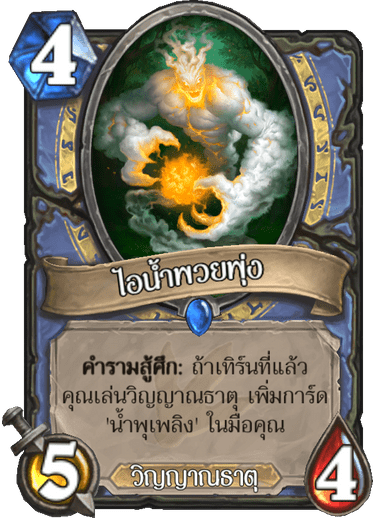 4
ไอน้ำพวยพุ่ง
คำรามสู้ศึก: ถ้าเทิร์นที่แล้ว
คุณเล่นวิญญาณธาตุ เพิ่มการ์ด
'น้ำพุเพลิง' ในมือคุณ
5
วิญญาณธาตุ
4